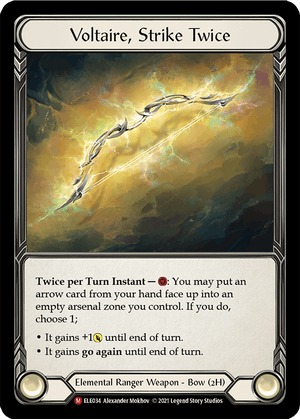 Voltaire, Strike Twice
Twice per Turn Instant — : You may put an
arrow card from your hand face up into an
empty arsenal zone you control. If you do,
choose 1;
• It gains +1 until end of turn.
• It gains go again until end of turn.
M ELE034 Alexander Mokhov © 2021 Legend Story Studios
Elemental Ranger Weapon - Bow (2H)